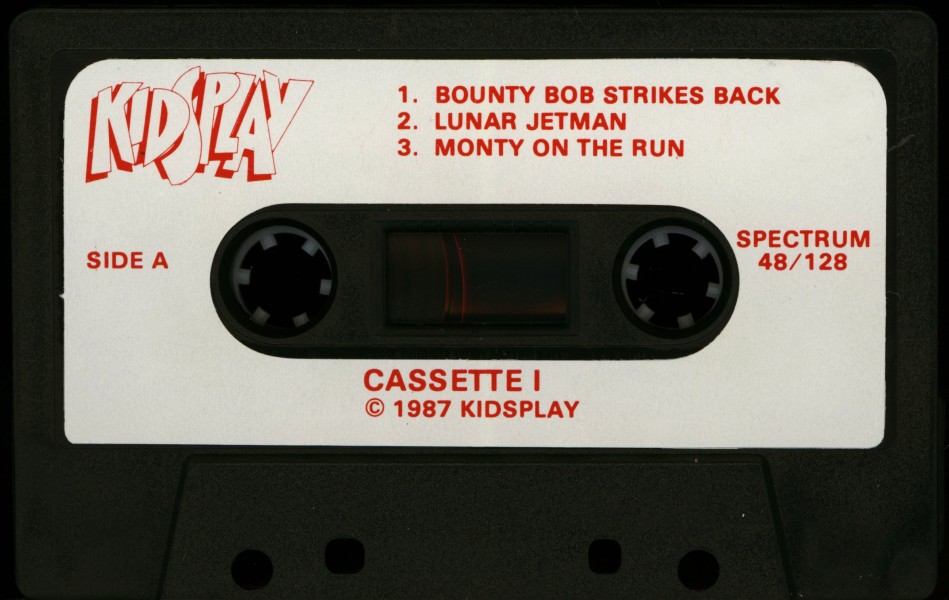 KIDSPLAY
1. BOUNTY BOB STRIKES BACK
2. LUNAR JETMAN
3. MONTY ON THE RUN
SIDE A
SPECTRUM
48/128
CASSETTE I
© 1987 KIDSPLAY